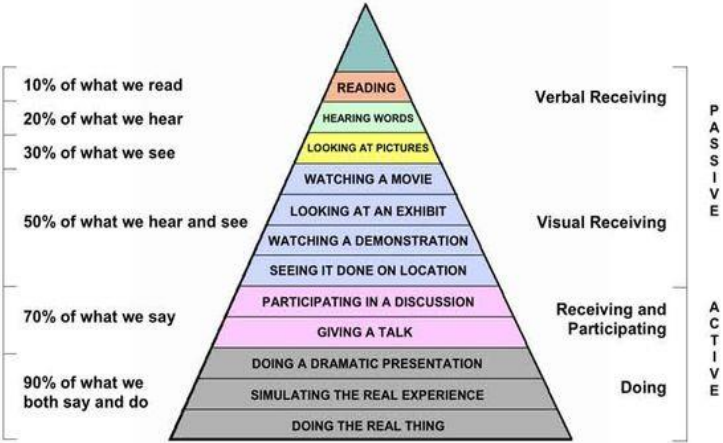 10% of what we read
20% of what we hear
30% of what we see
50% of what we hear and see
70% of what we say
90% of what we
both say and do
READING
HEARING WORDS
LOOKING AT PICTURES
WATCHING A MOVIE
LOOKING AT AN EXHIBIT
WATCHING A DEMONSTRATION
SEEING IT DONE ON LOCATION
PARTICIPATING IN A DISCUSSION
GIVING A TALK
DOING A DRAMATIC PRESENTATION
SIMULATING THE REAL EXPERIENCE
DOING THE REAL THING
Verbal Receiving
Visual Receiving
Receiving and
Participating
Doing
PASSIVE
ACTIVE